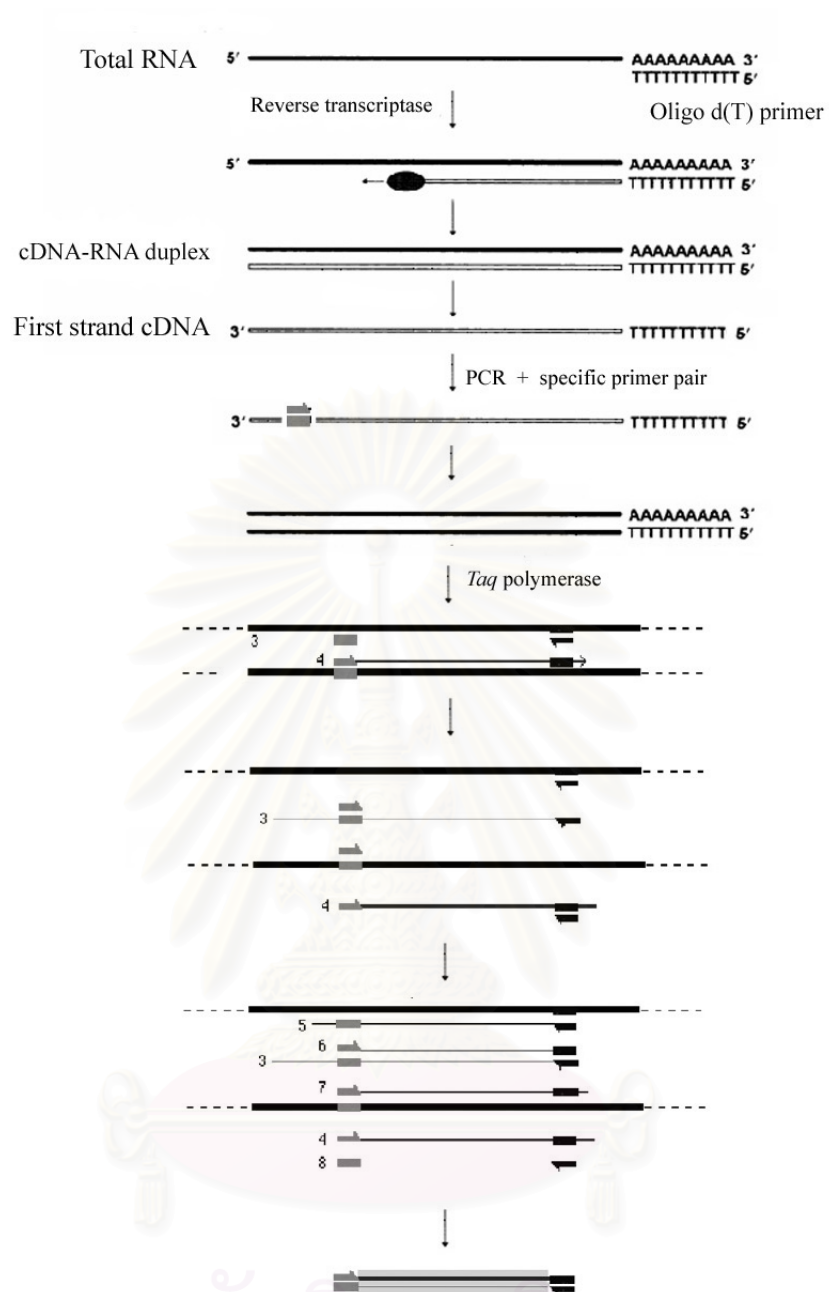 Total RNA 5′ AAAAAAAAA 3′
TTTTTTTTTTT 5′
Reverse transcriptase
Oligo d(T) primer
5′ AAAAAAAAA 3′
TTTTTTTTTT 5′
cDNA-RNA duplex AAAAAAAAA 3′
TTTTTTTTTT 5′
First strand cDNA 3′ TTTTTTTTTT 5′
PCR + specific primer pair
3′ TTTTTTTTTT 5′
AAAAAAAAA 3′
TTTTTTTTTTT 5′
Taq polymerase
3
4
3
4
5
6
3
7
4
8